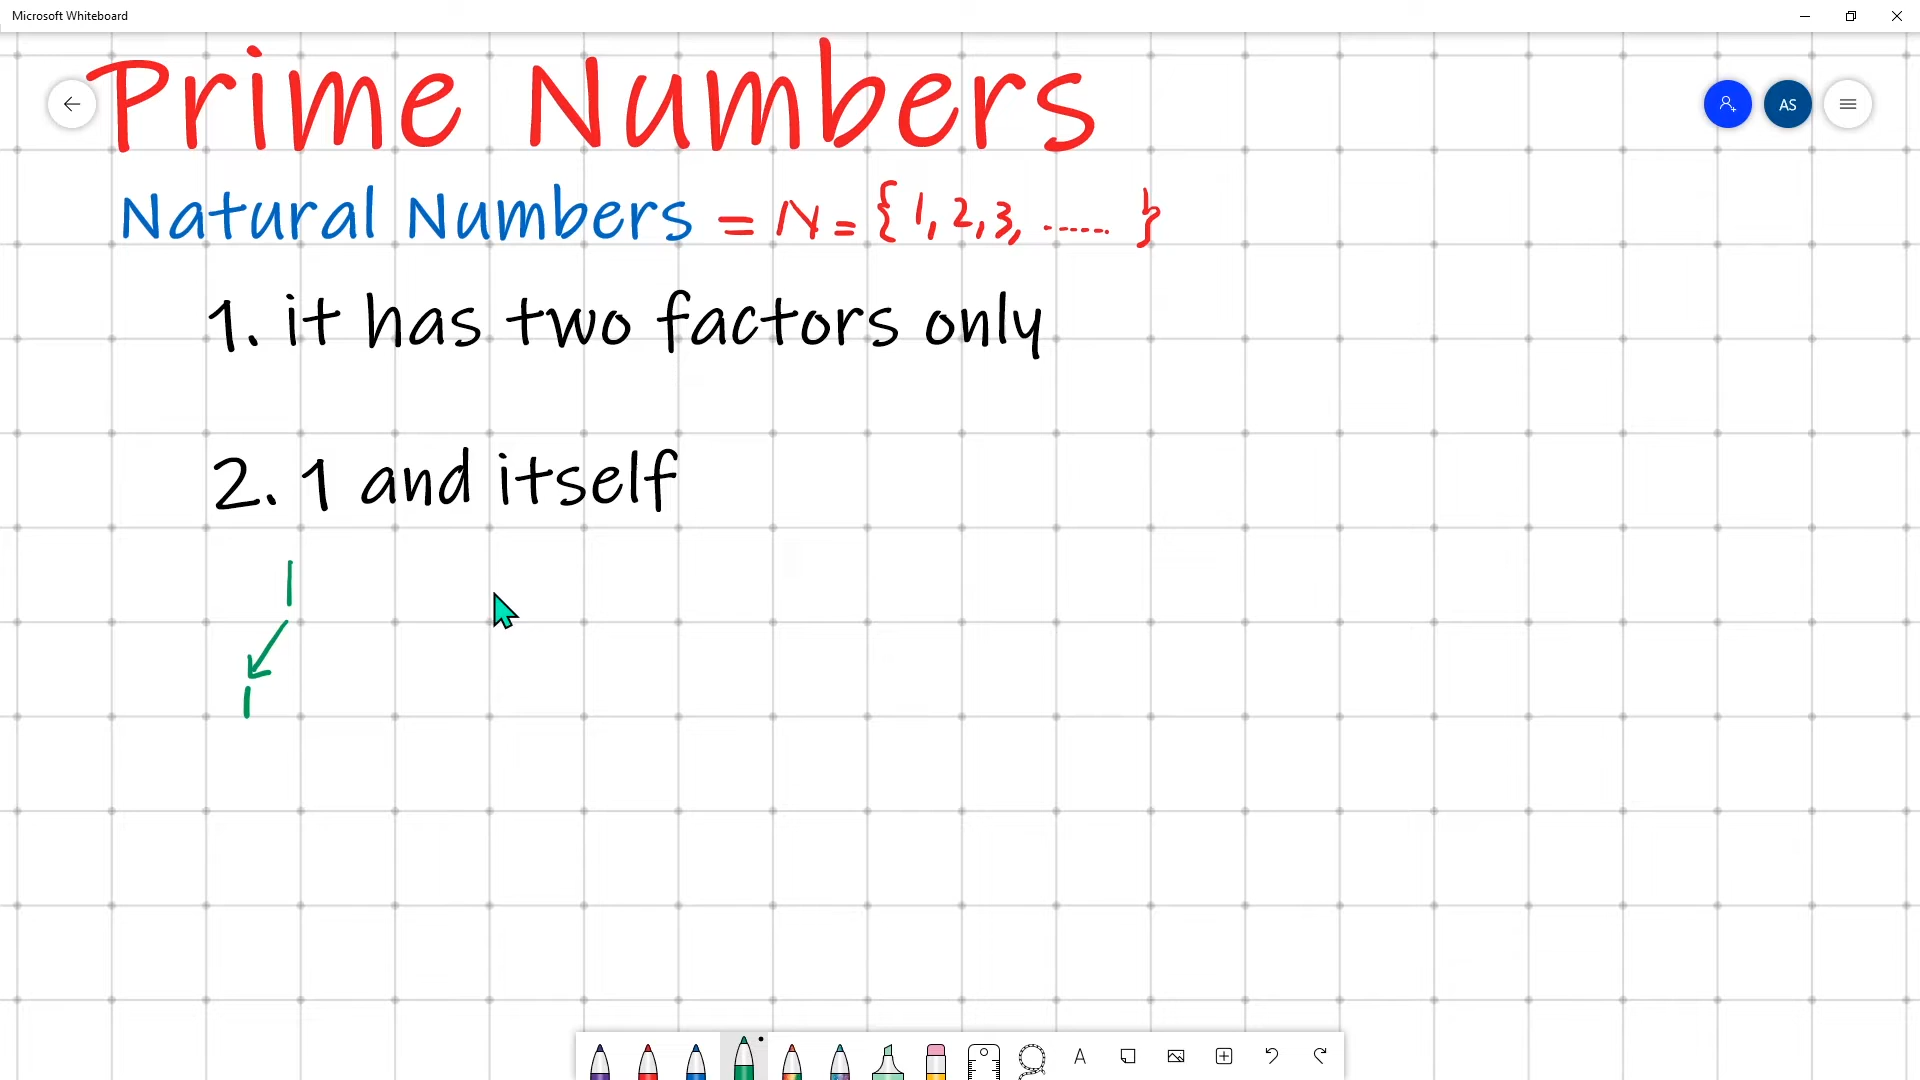 Microsoft Whiteboard
Prime Numbers
AS
Natural Numbers = N = {1, 2, 3, ..... }
1. it has two factors only
2. 1 and itself
1
1
A